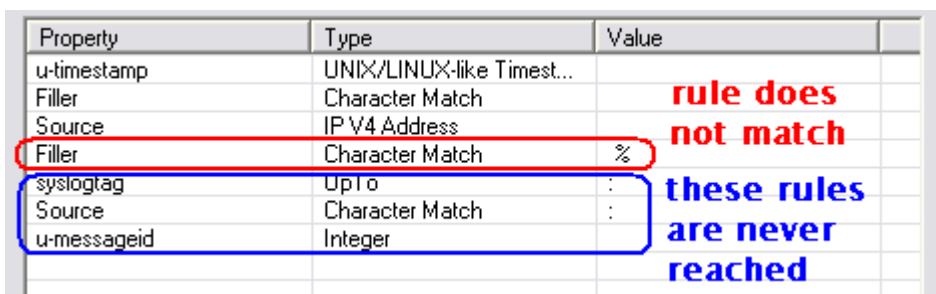 Property Type Value
u-timestamp UNIX/LINUX-like Timest...
Filler Character Match
Source IP V4 Address
Filler Character Match %
syslogtag UpTo :
Source Character Match :
u-messageid Integer
rule does
not match
these rules
are never
reached